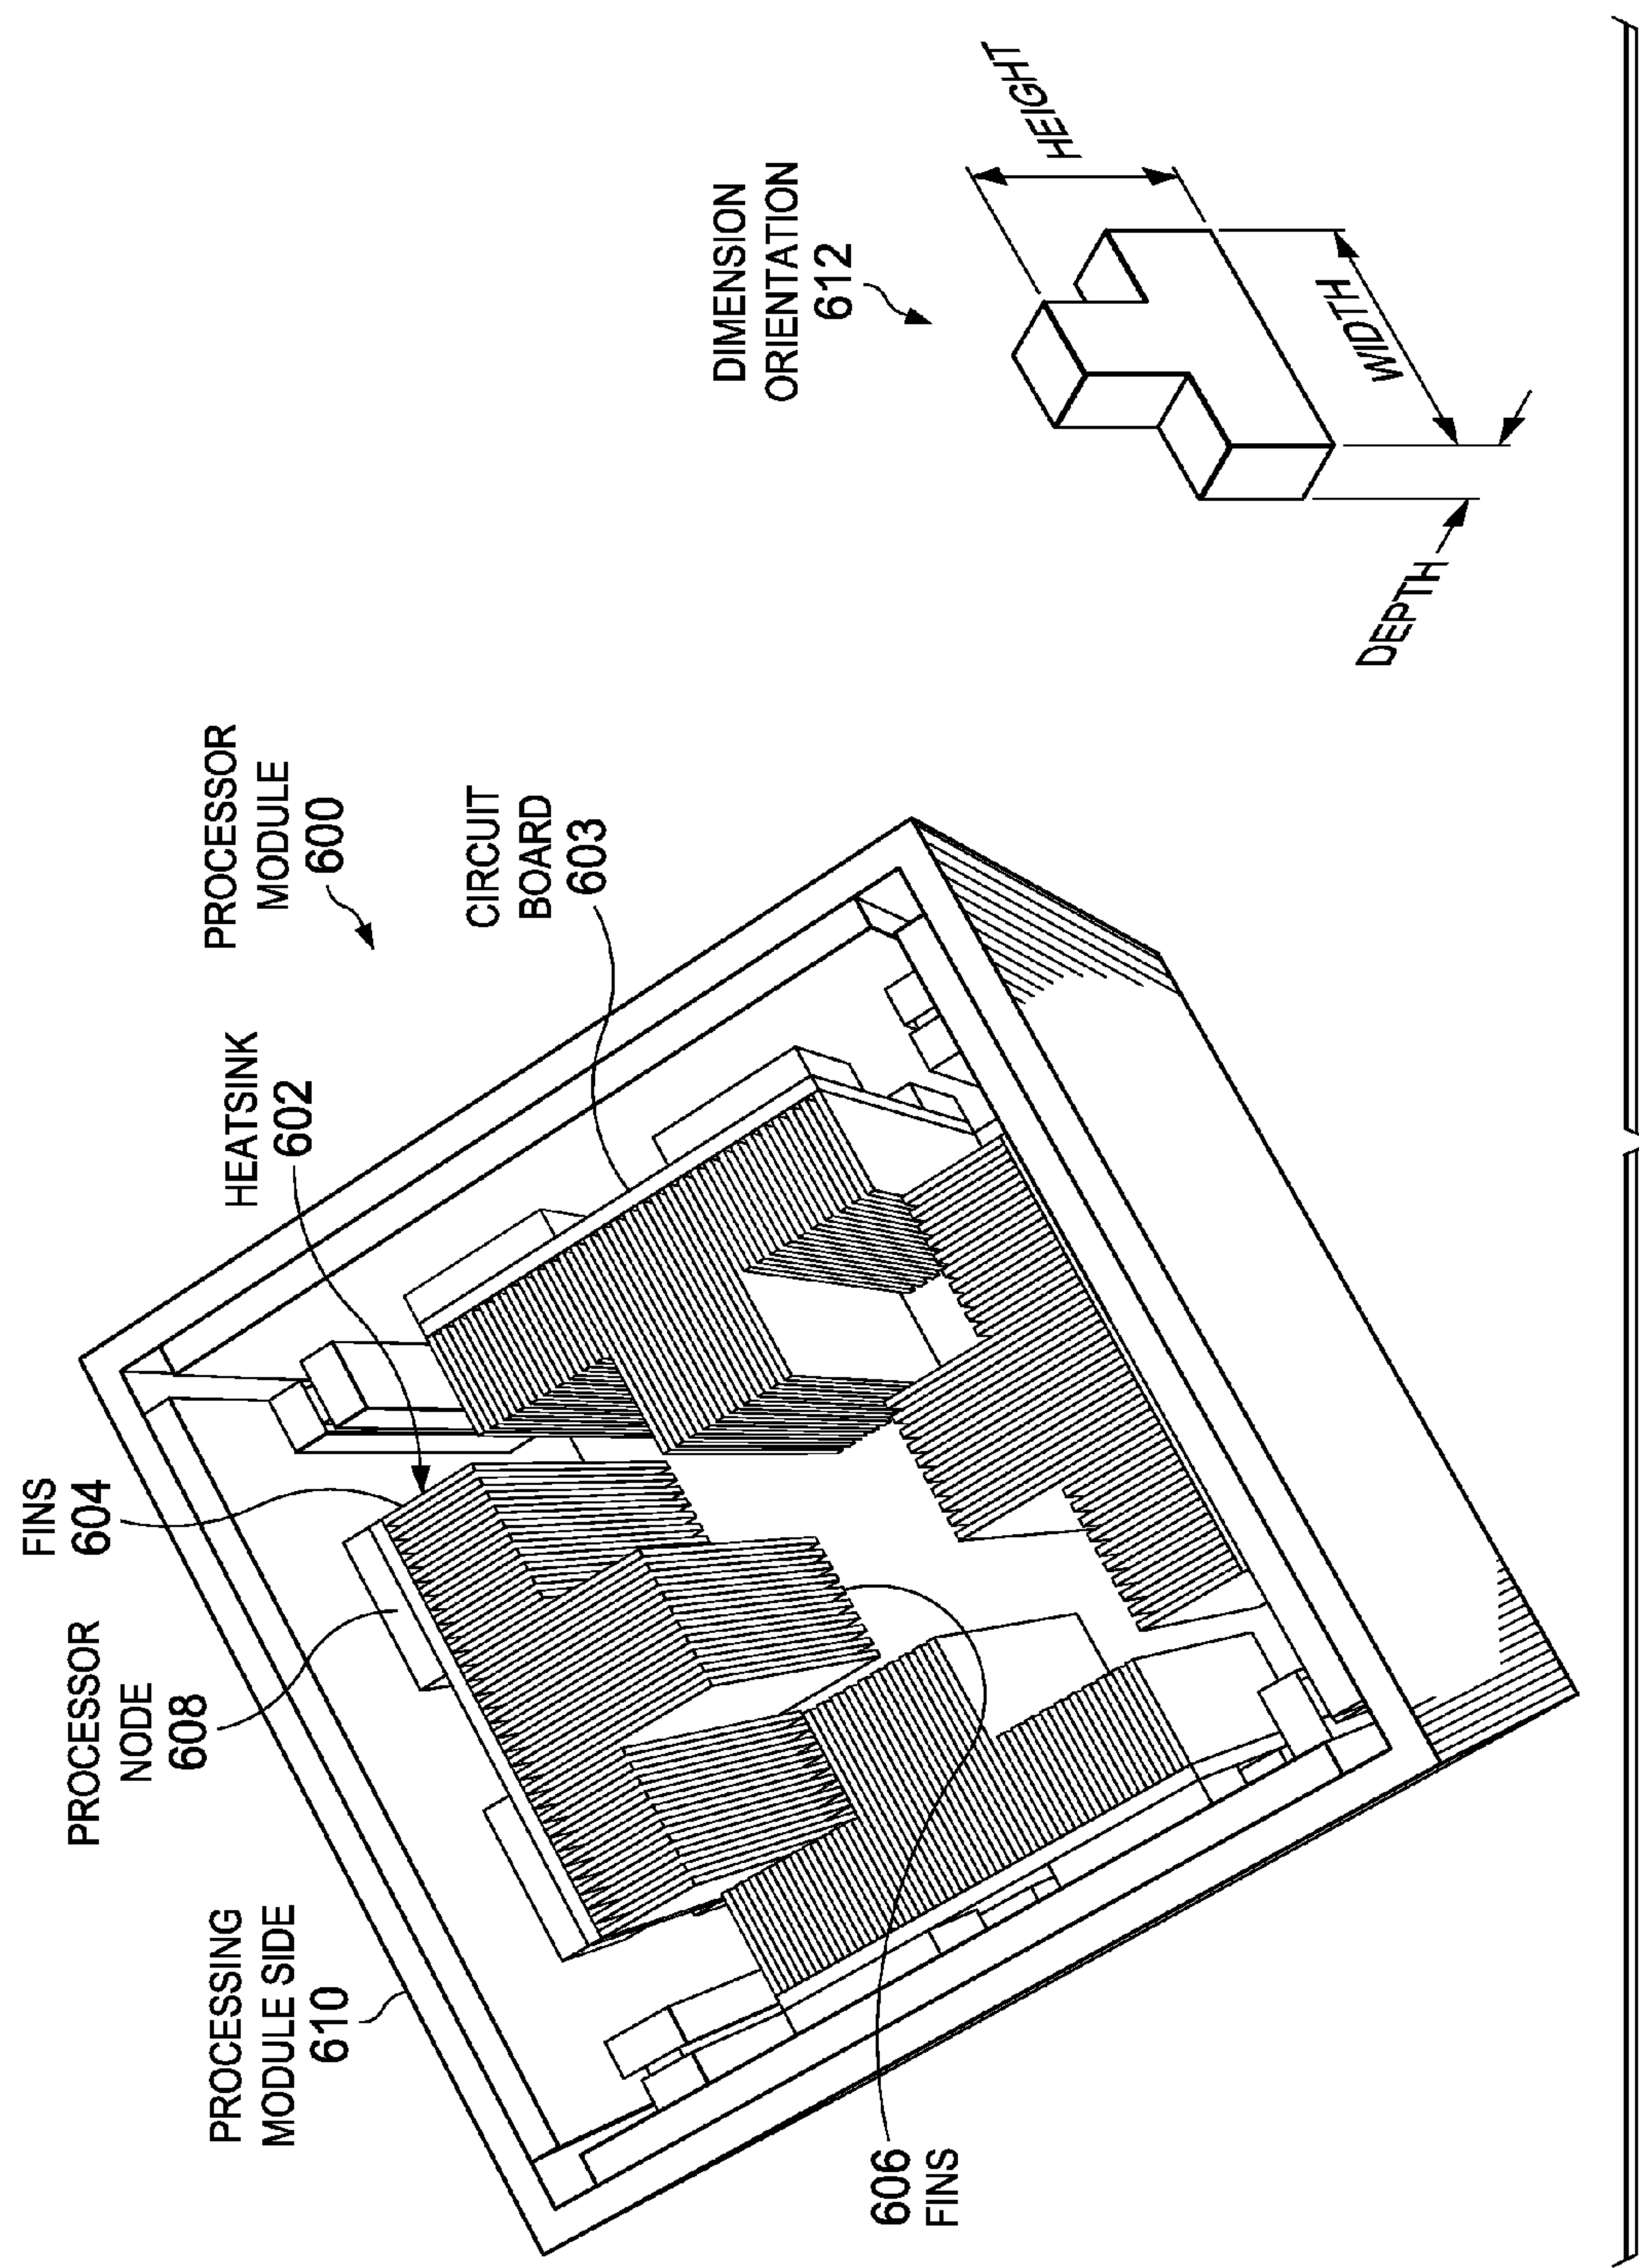 PROCESSING
MODULE SIDE
610
PROCESSOR
NODE
608
FINS
604
HEATSINK
602
PROCESSOR
MODULE
600
CIRCUIT
BOARD
603
606
FINS
DIMENSION
ORIENTATION
612
HEIGHT
WIDTH
DEPTH